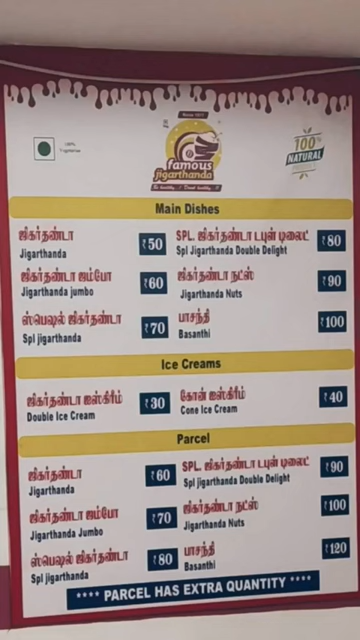 100%
Vegetarian
famous
jigarthanda
Be healthy...! Drink healthy..!!
100%
NATURAL
Main Dishes
ஜிகர்தண்டா ₹50
Jigarthanda
SPL. ஜிகர்தண்டா டபுள் டிலைட் ₹80
Spl Jigarthanda Double Delight
ஜிகர்தண்டா ஜம்போ ₹60
Jigarthanda jumbo
ஜிகர்தண்டா நட்ஸ் ₹90
Jigarthanda Nuts
ஸ்பெஷல் ஜிகர்தண்டா ₹70
Spl jigarthanda
பாசந்தி ₹100
Basanthi
Ice Creams
ஜிகர்தண்டா ஐஸ்கிரீம் ₹30
Double Ice Cream
கோன் ஐஸ்கிரீம் ₹40
Cone Ice Cream
Parcel
ஜிகர்தண்டா ₹60
Jigarthanda
SPL. ஜிகர்தண்டா டபுள் டிலைட் ₹90
Spl jigarthanda Double Delight
ஜிகர்தண்டா ஜம்போ ₹70
Jigarthanda Jumbo
ஜிகர்தண்டா நட்ஸ் ₹100
Jigarthanda Nuts
ஸ்பெஷல் ஜிகர்தண்டா ₹80
Spl jigarthanda
பாசந்தி ₹120
Basanthi
**** PARCEL HAS EXTRA QUANTITY ****